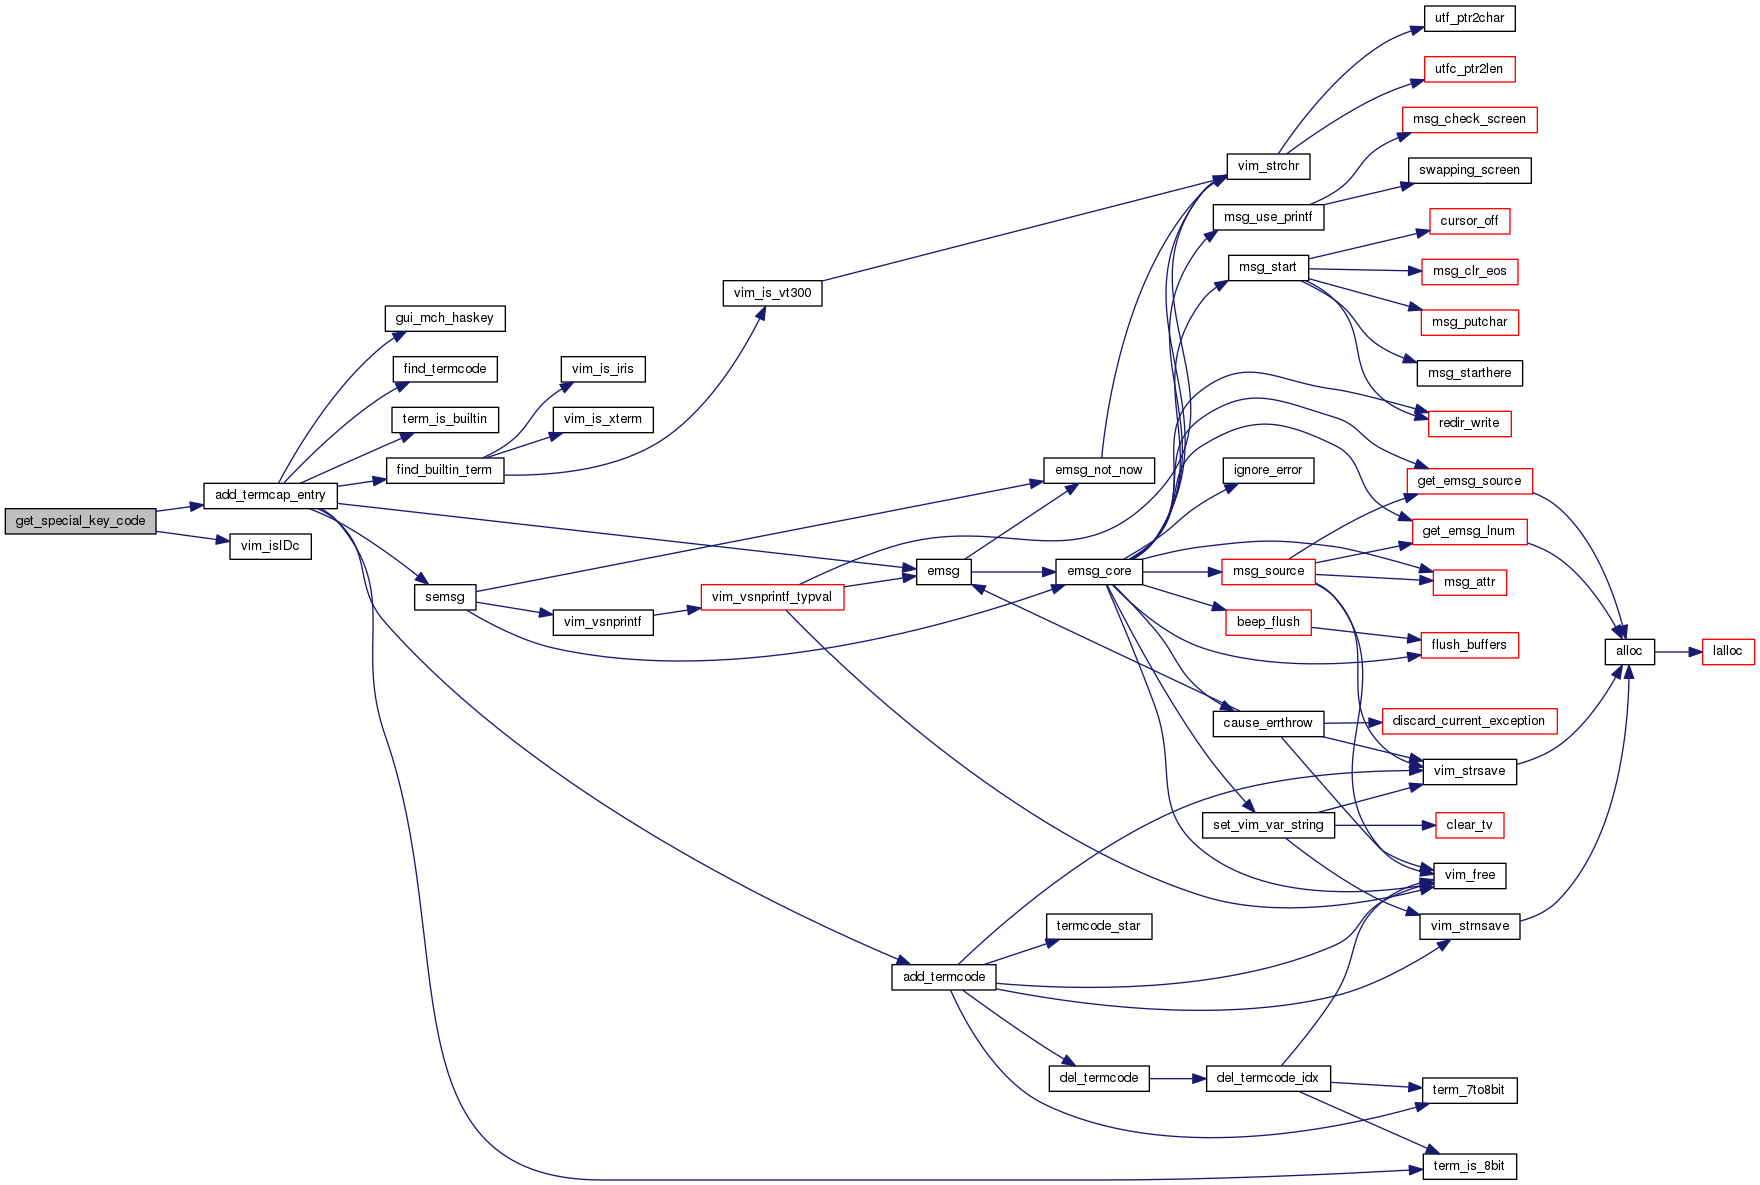 utf_ptr2char
utfc_ptr2len
msg_check_screen
vim_strchr
swapping_screen
msg_use_printf
cursor_off
msg_start
msg_clr_eos
vim_is_vt300
gui_mch_haskey
msg_putchar
find_termcode
vim_is_iris
msg_starthere
term_is_builtin
vim_is_xterm
redir_write
find_builtin_term
emsg_not_now
ignore_error
get_emsg_source
add_termcap_entry
get_special_key_code
get_emsg_lnum
vim_isIDc
emsg
emsg_core
msg_source
msg_attr
semsg
vim_vsnprintf_typval
vim_vsnprintf
beep_flush
flush_buffers
alloc
lalloc
cause_errthrow
discard_current_exception
vim_strsave
set_vim_var_string
clear_tv
vim_free
termcode_star
vim_strnsave
add_termcode
del_termcode
del_termcode_idx
term_7to8bit
term_is_8bit